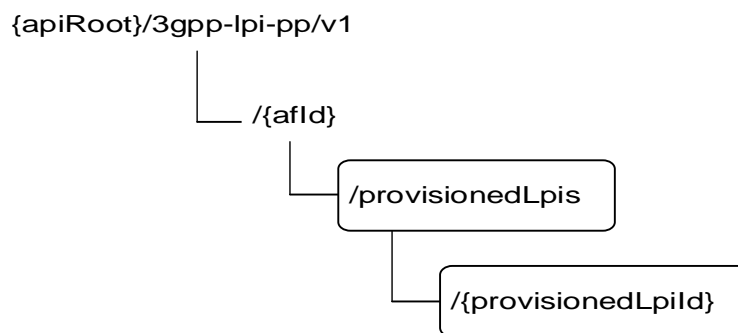 {apiRoot}/3gpp-lpi-pp/v1
/{afId}
/provisionedLpis
/{provisionedLpiId}